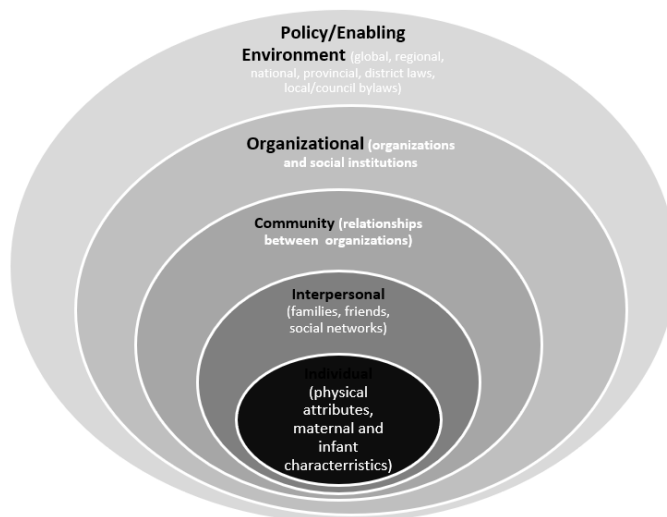 Policy/Enabling
Environment (global, regional,
national, provincial, district laws,
local/council bylaws)
Organizational (organizations
and social institutions
Community (relationships
between organizations)
Interpersonal
(families, friends,
social networks)
Individual
(physical
attributes,
maternal and
infant
characterristics)